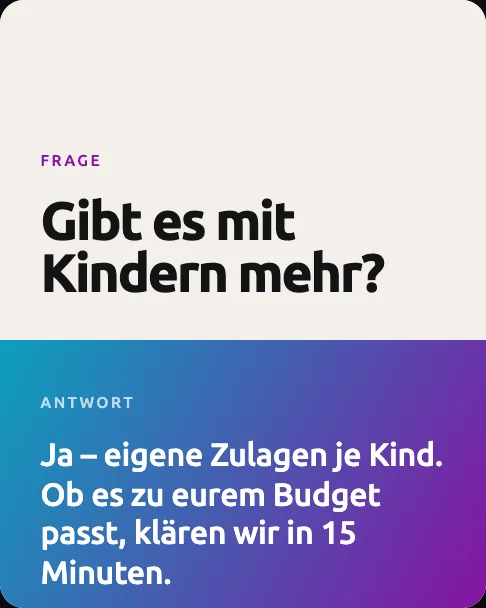 FRAGE
Gibt es mit
Kindern mehr?
ANTWORT
Ja – eigene Zulagen je Kind.
Ob es zu eurem Budget
passt, klären wir in 15
Minuten.